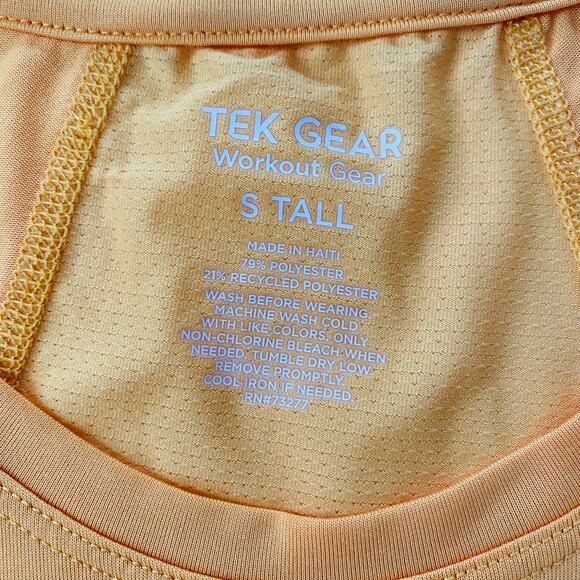 TEK GEAR
Workout Gear
S TALL
MADE IN HAITI
79% POLYESTER
21% RECYCLED POLYESTER
WASH BEFORE WEARING.
MACHINE WASH COLD
WITH LIKE COLORS, ONLY
NON-CHLORINE BLEACH WHEN
NEEDED, TUMBLE DRY LOW.
REMOVE PROMPTLY.
COOL IRON IF NEEDED.
RN#73277